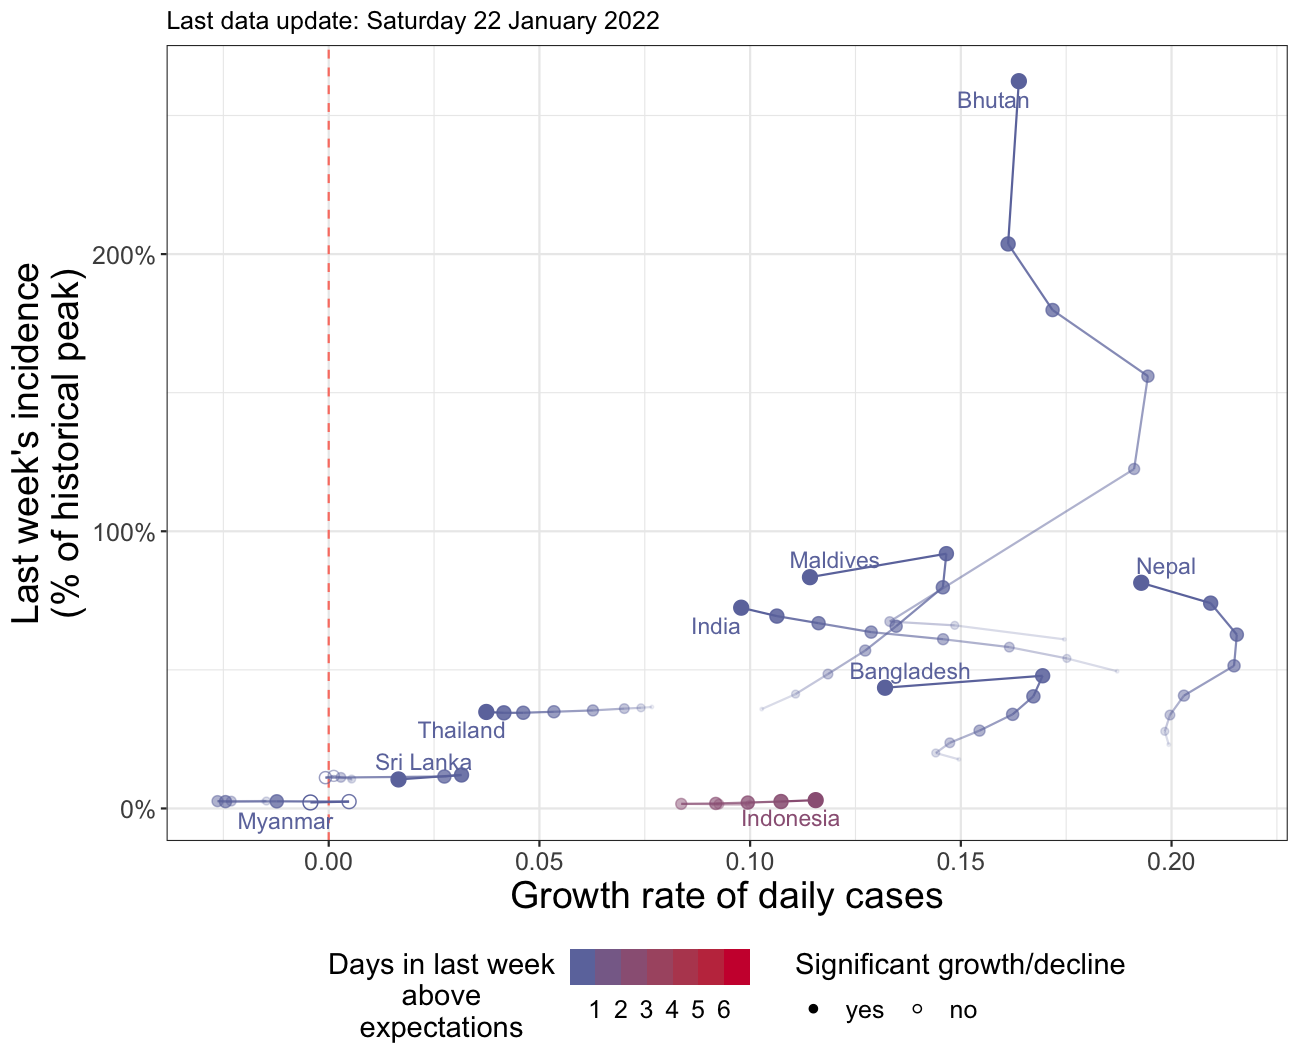 Last data update: Saturday 22 January 2022
Last week's incidence
(% of historical peak)
200%
100%
0%
Bhutan
Maldives
Nepal
India
Bangladesh
Thailand
Sri Lanka
Myanmar
Indonesia
0.00 0.05 0.10 0.15 0.20
Growth rate of daily cases
Days in last week
above
expectations
1 2 3 4 5 6
Significant growth/decline
yes no